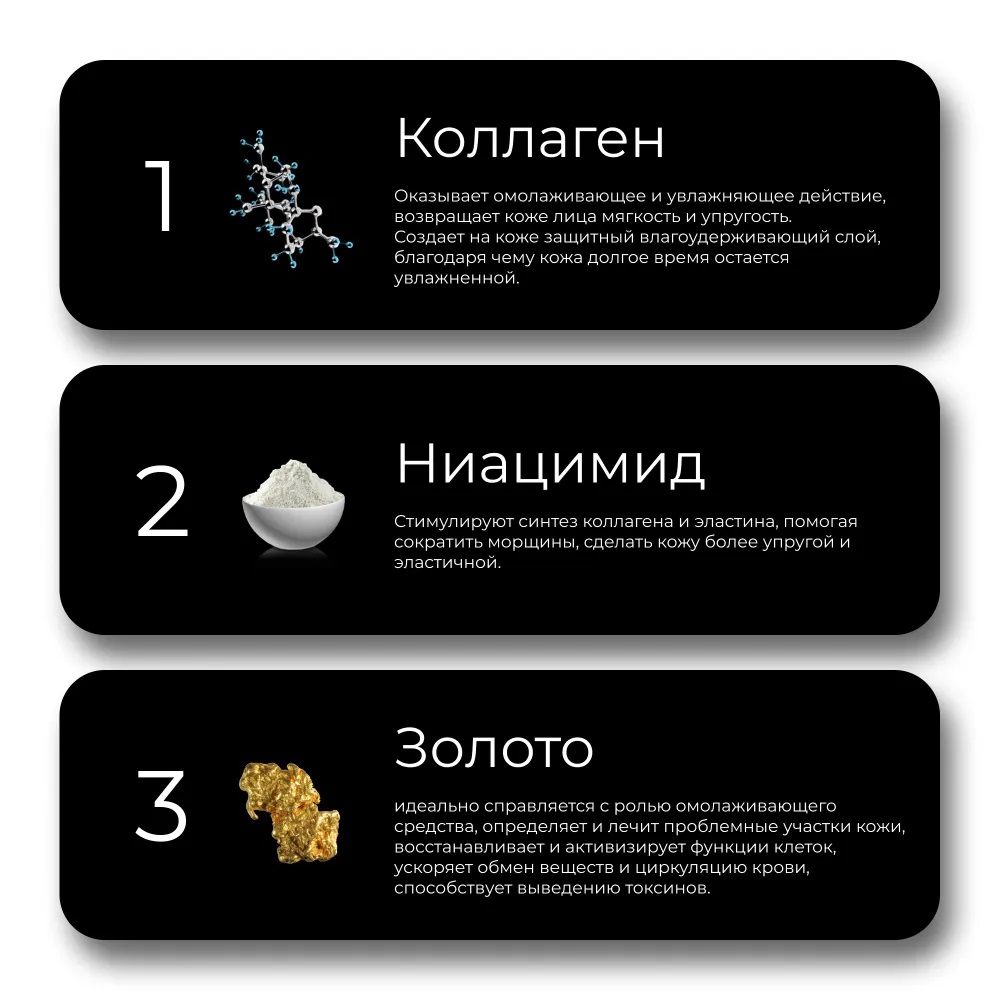 1
Коллаген
Оказывает омолаживающее и увлажняющее действие,
возвращает коже лица мягкость и упругость.
Создает на коже защитный влагоудерживающий слой,
благодаря чему кожа долгое время остается
увлажненной.
2
Ниацимид
Стимулируют синтез коллагена и эластина, помогая
сократить морщины, сделать кожу более упругой и
эластичной.
3
Золото
идеально справляется с ролью омолаживающего
средства, определяет и лечит проблемные участки кожи,
восстанавливает и активизирует функции клеток,
ускоряет обмен веществ и циркуляцию крови,
способствует выведению токсинов.